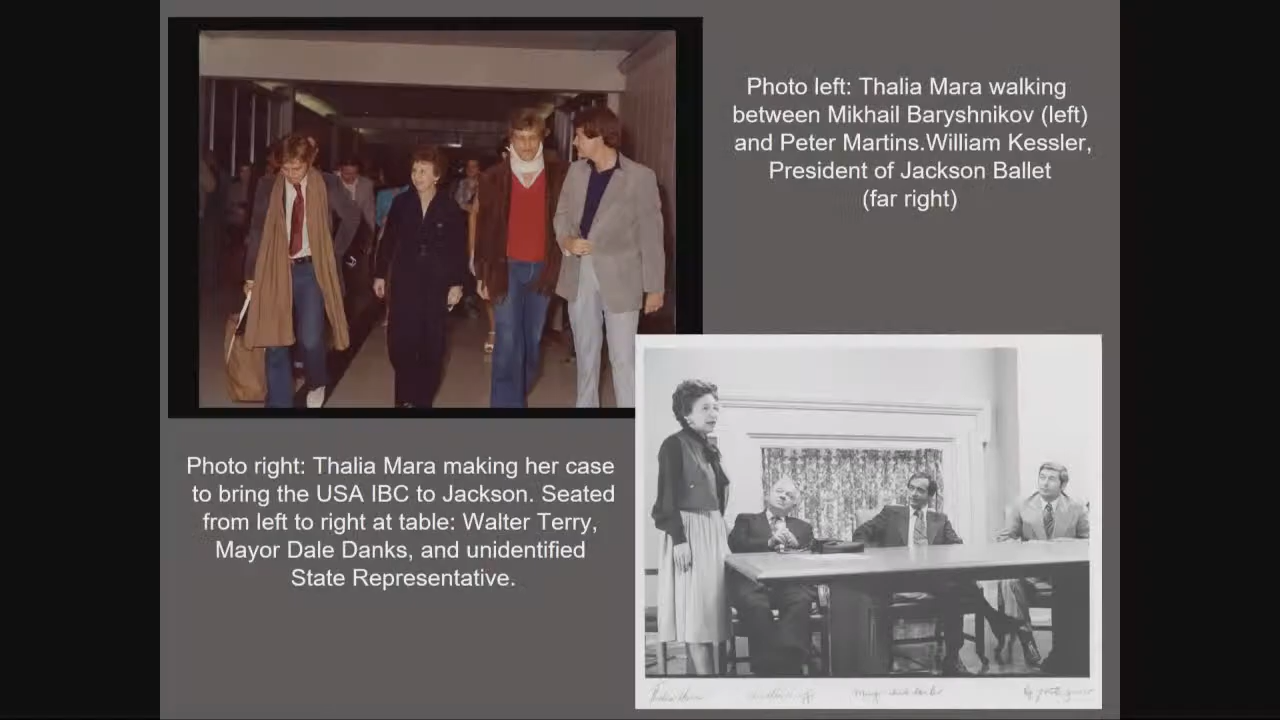 Photo left: Thalia Mara walking
between Mikhail Baryshnikov (left)
and Peter Martins.William Kessler,
President of Jackson Ballet
(far right)
Photo right: Thalia Mara making her case
to bring the USA IBC to Jackson. Seated
from left to right at table: Walter Terry,
Mayor Dale Danks, and unidentified
State Representative.
Thalia Mara